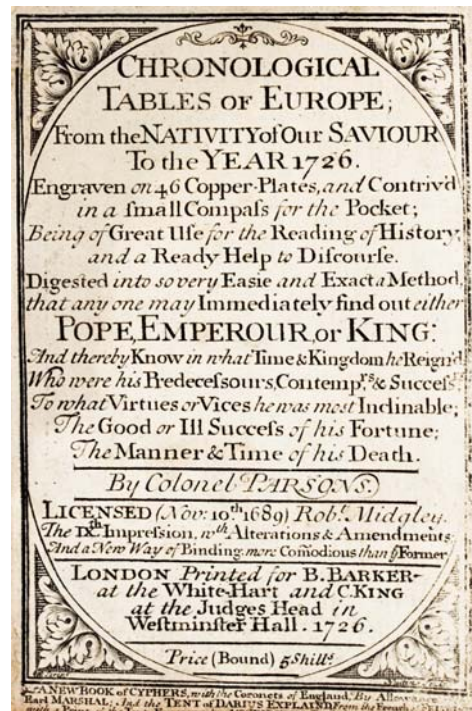 CHRONOLOGICAL
TABLES OF EUROPE;
From the NATIVITY of Our SAVIOUR
To the YEAR 1726.
Engraven on 46 Copper-Plates, and Contriv'd
in a ſmall Compaſs for the Pocket;
Being of Great Uſe for the Reading of History,
and a Ready Help to Diſcourſe.
Digested into so very Easie and Exact a Method,
that any one may Immediately find out either
POPE, EMPEROUR, or KING:
And thereby Know in what Time & Kingdom he Reign'd
Who were his Predeceſsours, Contemp.rs & Succeſs.rs
To what Virtues or Vices he was most Inclinable;
The Good or Ill Succeſs of his Fortune;
The Manner & Time of his Death.
By Colonel PARSONS.
LICENSED (Nov: 10th 1689) Robt. Midgley.
The IXth Impreſsion, wth Alterations & Amendments
And a New Way of Binding more Comodious than ye Former
LONDON Printed for B. BARKER
at the White-Hart and C. KING
at the Judges Head in
Westminster Hall. 1726.
Price (Bound) 5 Shills.
A NEW BOOK of CYPHERS, with the Coronets of England, By Allowance
Earl MARSHAL; And the TENT of DARIUS EXPLAIND, from the French